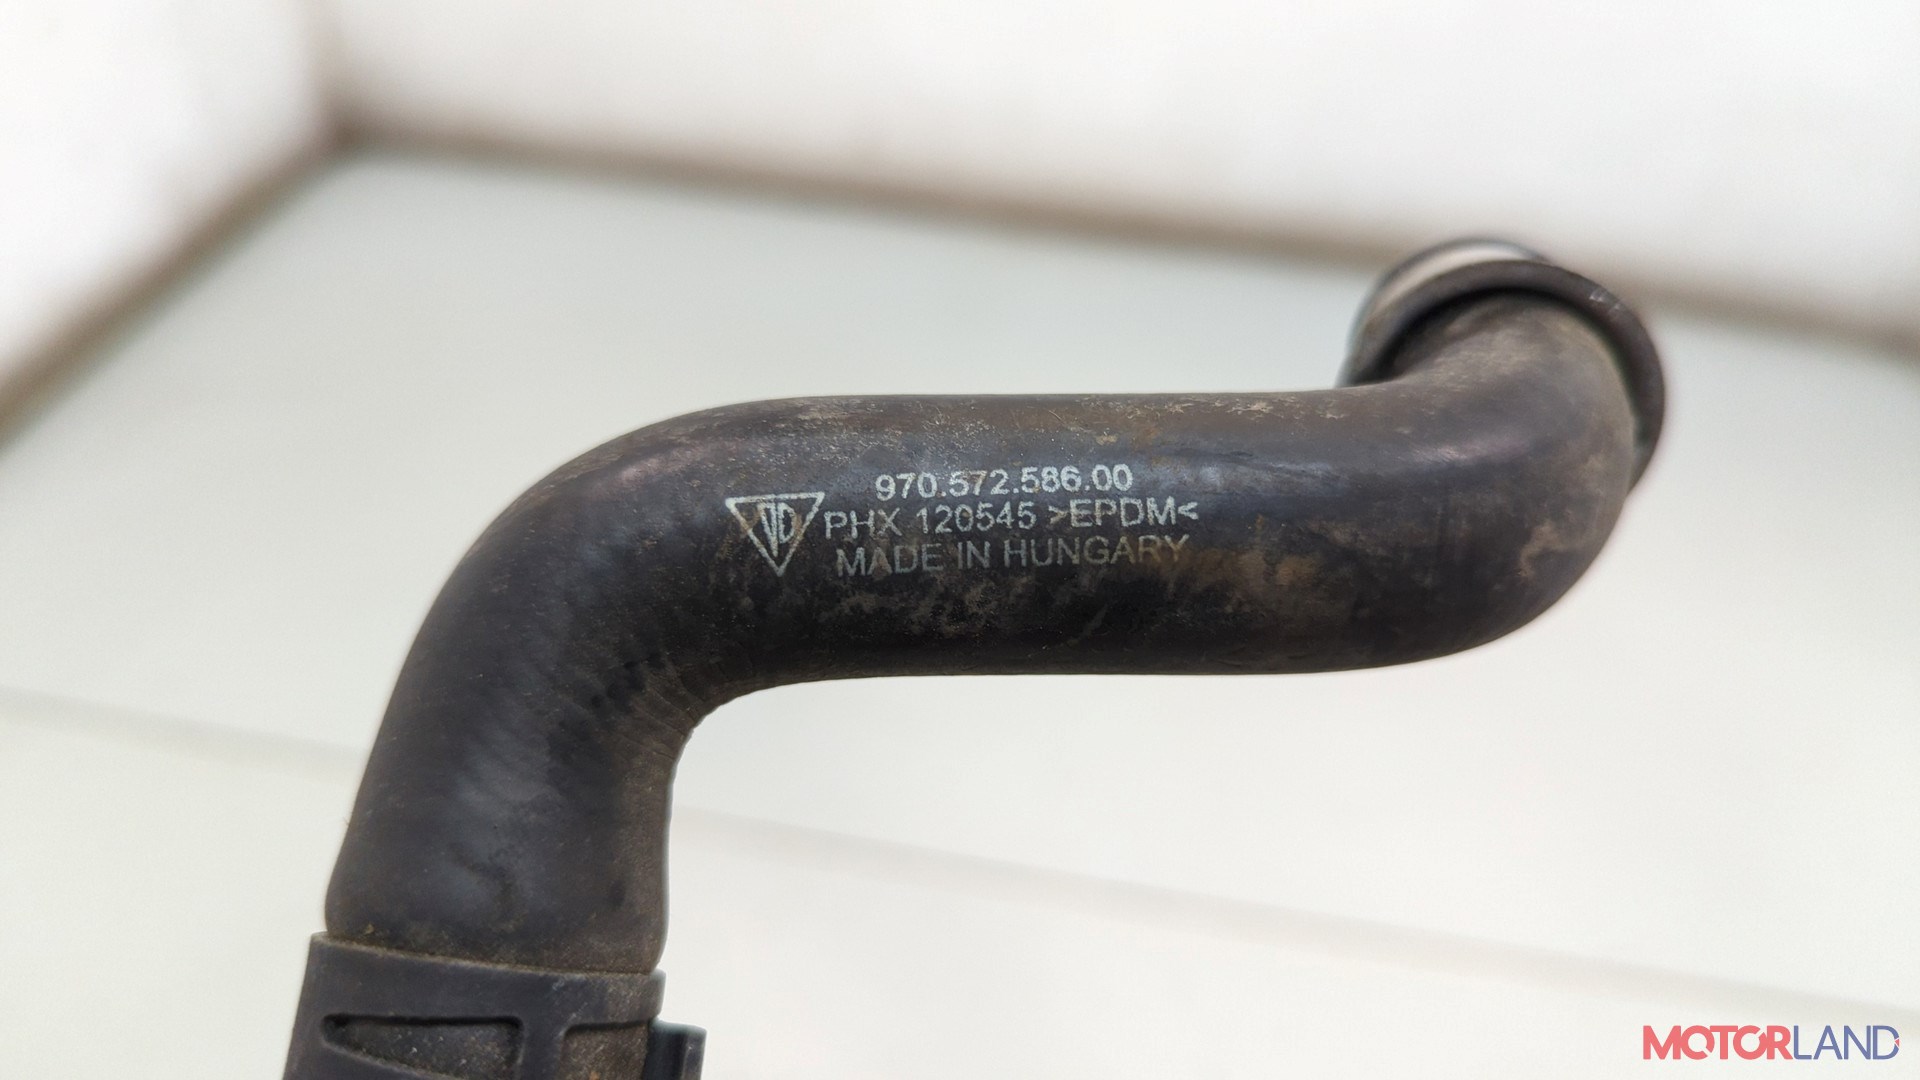 970.572.586.00
PHX 120545 >EPDM<
MADE IN HUNGARY
MOTORLAND